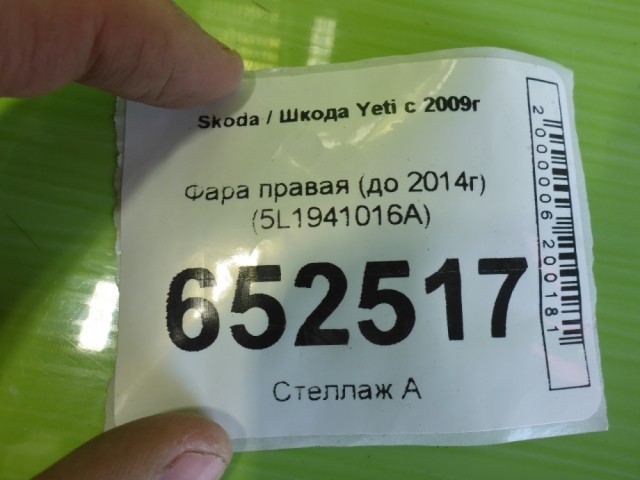 Skoda / Шкода Yeti с 2009г
Фара правая (до 2014г)
(5L1941016A)
652517
Стеллаж А
2000006200181